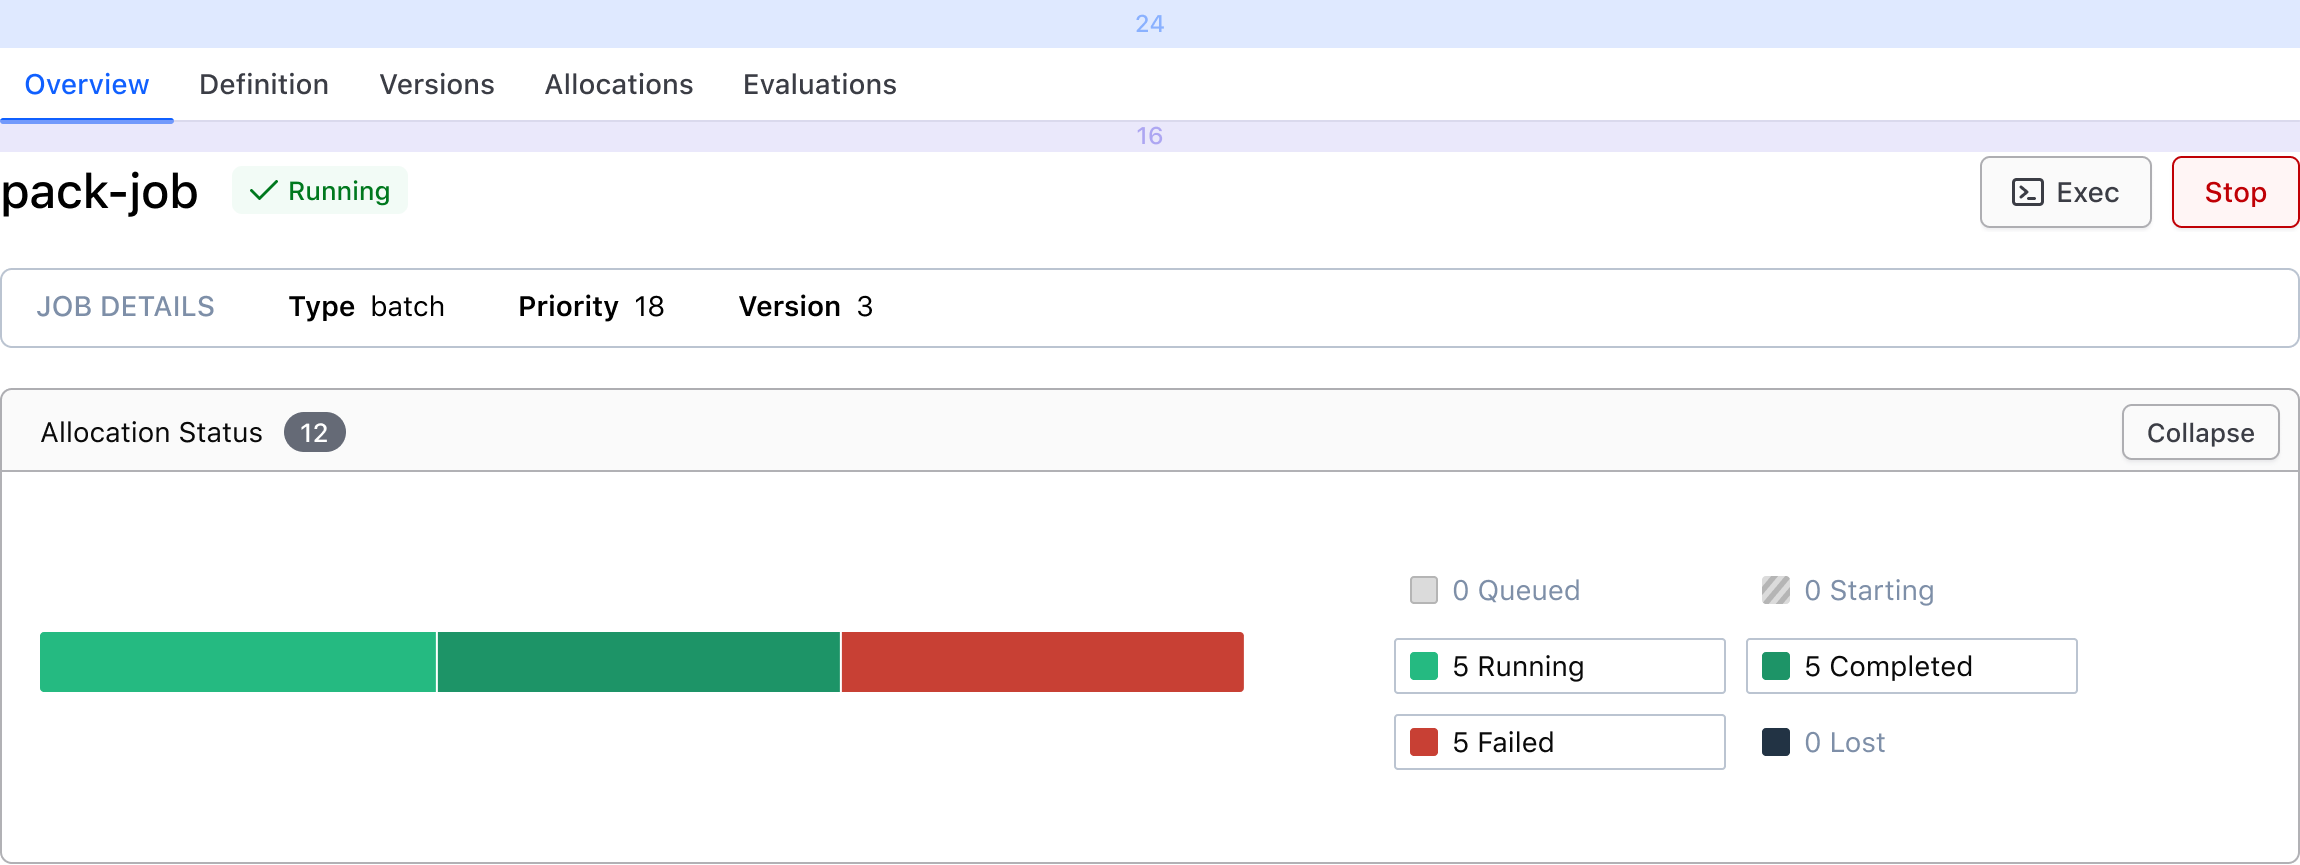 24
Overview Definition Versions Allocations Evaluations
16
pack-job Running Exec Stop
JOB DETAILS Type batch Priority 18 Version 3
Allocation Status 12 Collapse
0 Queued 0 Starting
5 Running 5 Completed
5 Failed 0 Lost